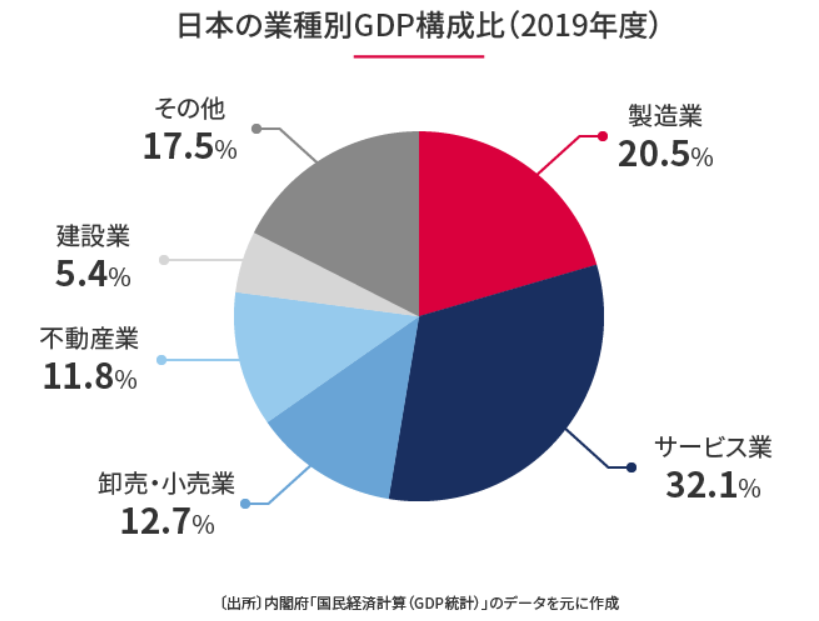 日本の業種別GDP構成比（2019年度）
その他
17.5%
製造業
20.5%
建設業
5.4%
不動産業
11.8%
サービス業
32.1%
卸売・小売業
12.7%
〔出所〕内閣府「国民経済計算（GDP統計）」のデータを元に作成